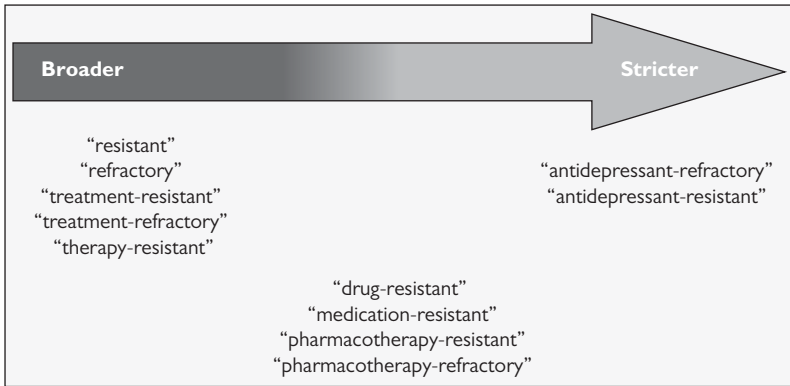 Broader
Stricter
“resistant”
“refractory”
“treatment-resistant”
“treatment-refractory”
“therapy-resistant”
“antidepressant-refractory”
“antidepressant-resistant”
“drug-resistant”
“medication-resistant”
“pharmacotherapy-resistant”
“pharmacotherapy-refractory”